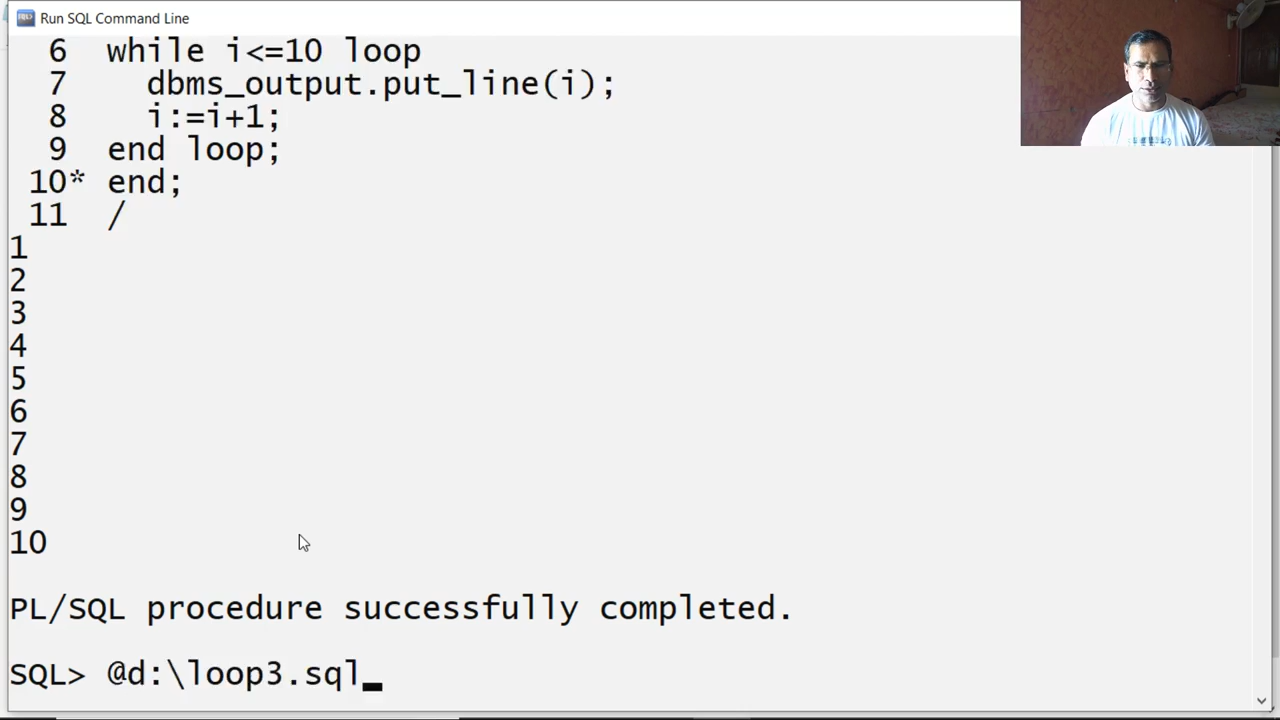 Run SQL Command Line
6 while i<=10 loop
7 dbms_output.put_line(i);
8 i:=i+1;
9 end loop;
10* end;
11 /
1
2
3
4
5
6
7
8
9
10
PL/SQL procedure successfully completed.
SQL> @d:\loop3.sql